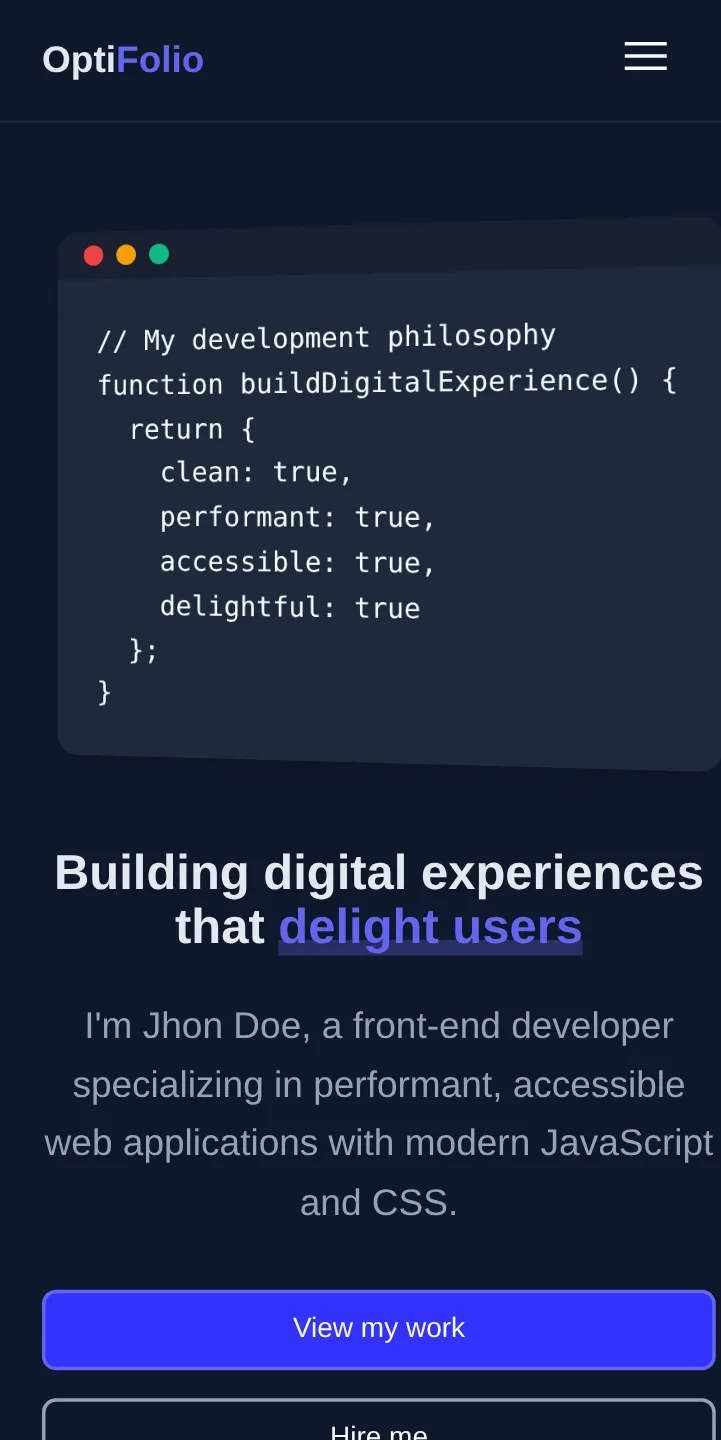 OptiFolio
// My development philosophy
function buildDigitalExperience() {
  return {
    clean: true,
    performant: true,
    accessible: true,
    delightful: true
  };
}
Building digital experiences
that delight users
I'm Jhon Doe, a front-end developer
specializing in performant, accessible
web applications with modern JavaScript
and CSS.
View my work
Hire me